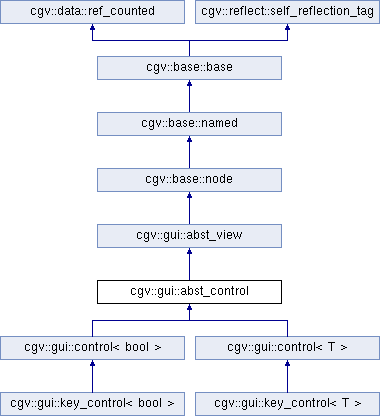 cgv::data::ref_counted
cgv::reflect::self_reflection_tag
cgv::base::base
cgv::base::named
cgv::base::node
cgv::gui::abst_view
cgv::gui::abst_control
cgv::gui::control< bool >
cgv::gui::control< T >
cgv::gui::key_control< bool >
cgv::gui::key_control< T >